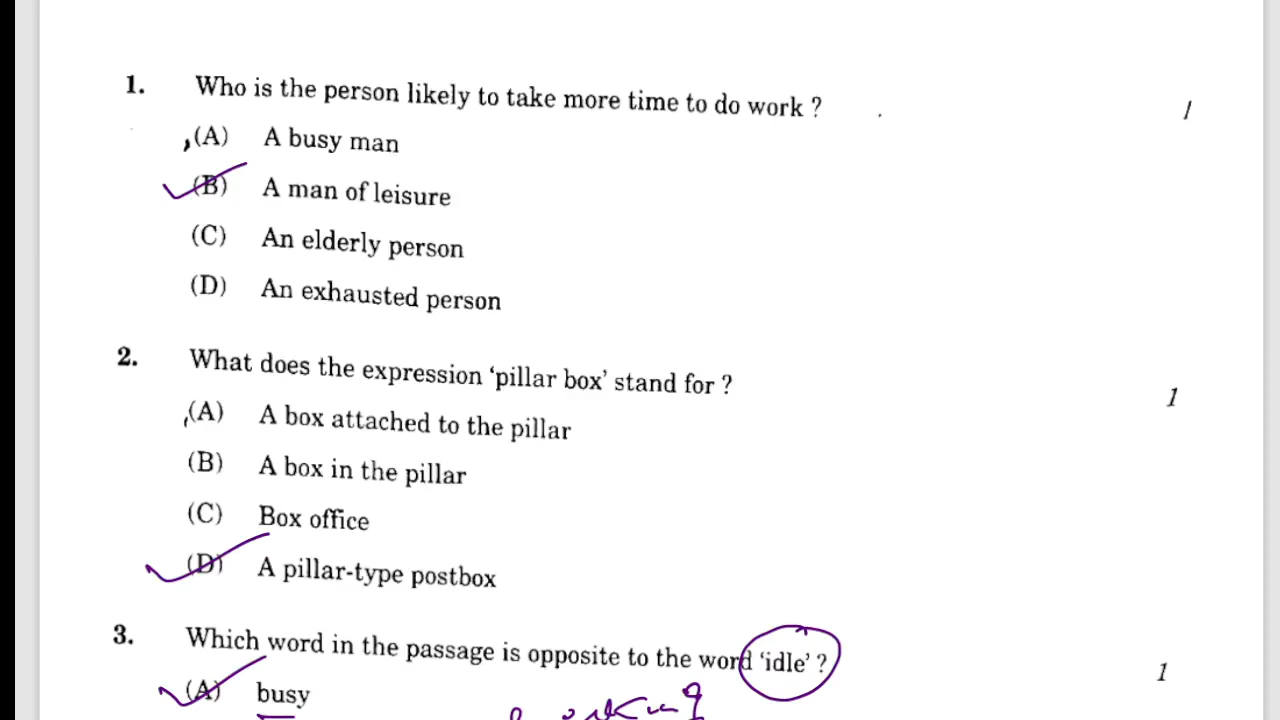 1. Who is the person likely to take more time to do work ? 1
(A) A busy man
(B) A man of leisure
(C) An elderly person
(D) An exhausted person
2. What does the expression ‘pillar box’ stand for ? 1
(A) A box attached to the pillar
(B) A box in the pillar
(C) Box office
(D) A pillar-type postbox
3. Which word in the passage is opposite to the word ‘idle’ ? 1
(A) busy